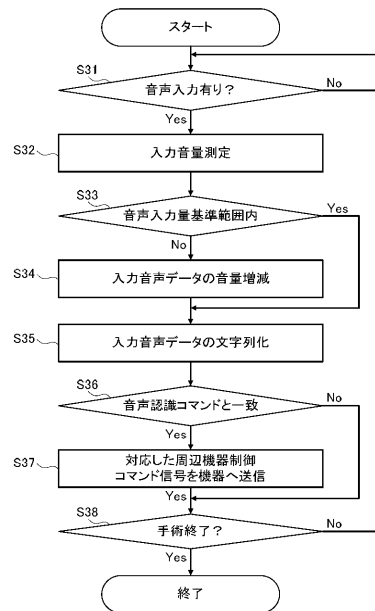 スタート
S31
音声入力有り？
No
Yes
S32
入力音量測定
S33
音声入力量基準範囲内
Yes
No
S34
入力音声データの音量増減
S35
入力音声データの文字列化
S36
音声認識コマンドと一致
No
Yes
S37
対応した周辺機器制御
コマンド信号を機器へ送信
Yes
S38
手術終了？
No
Yes
終了